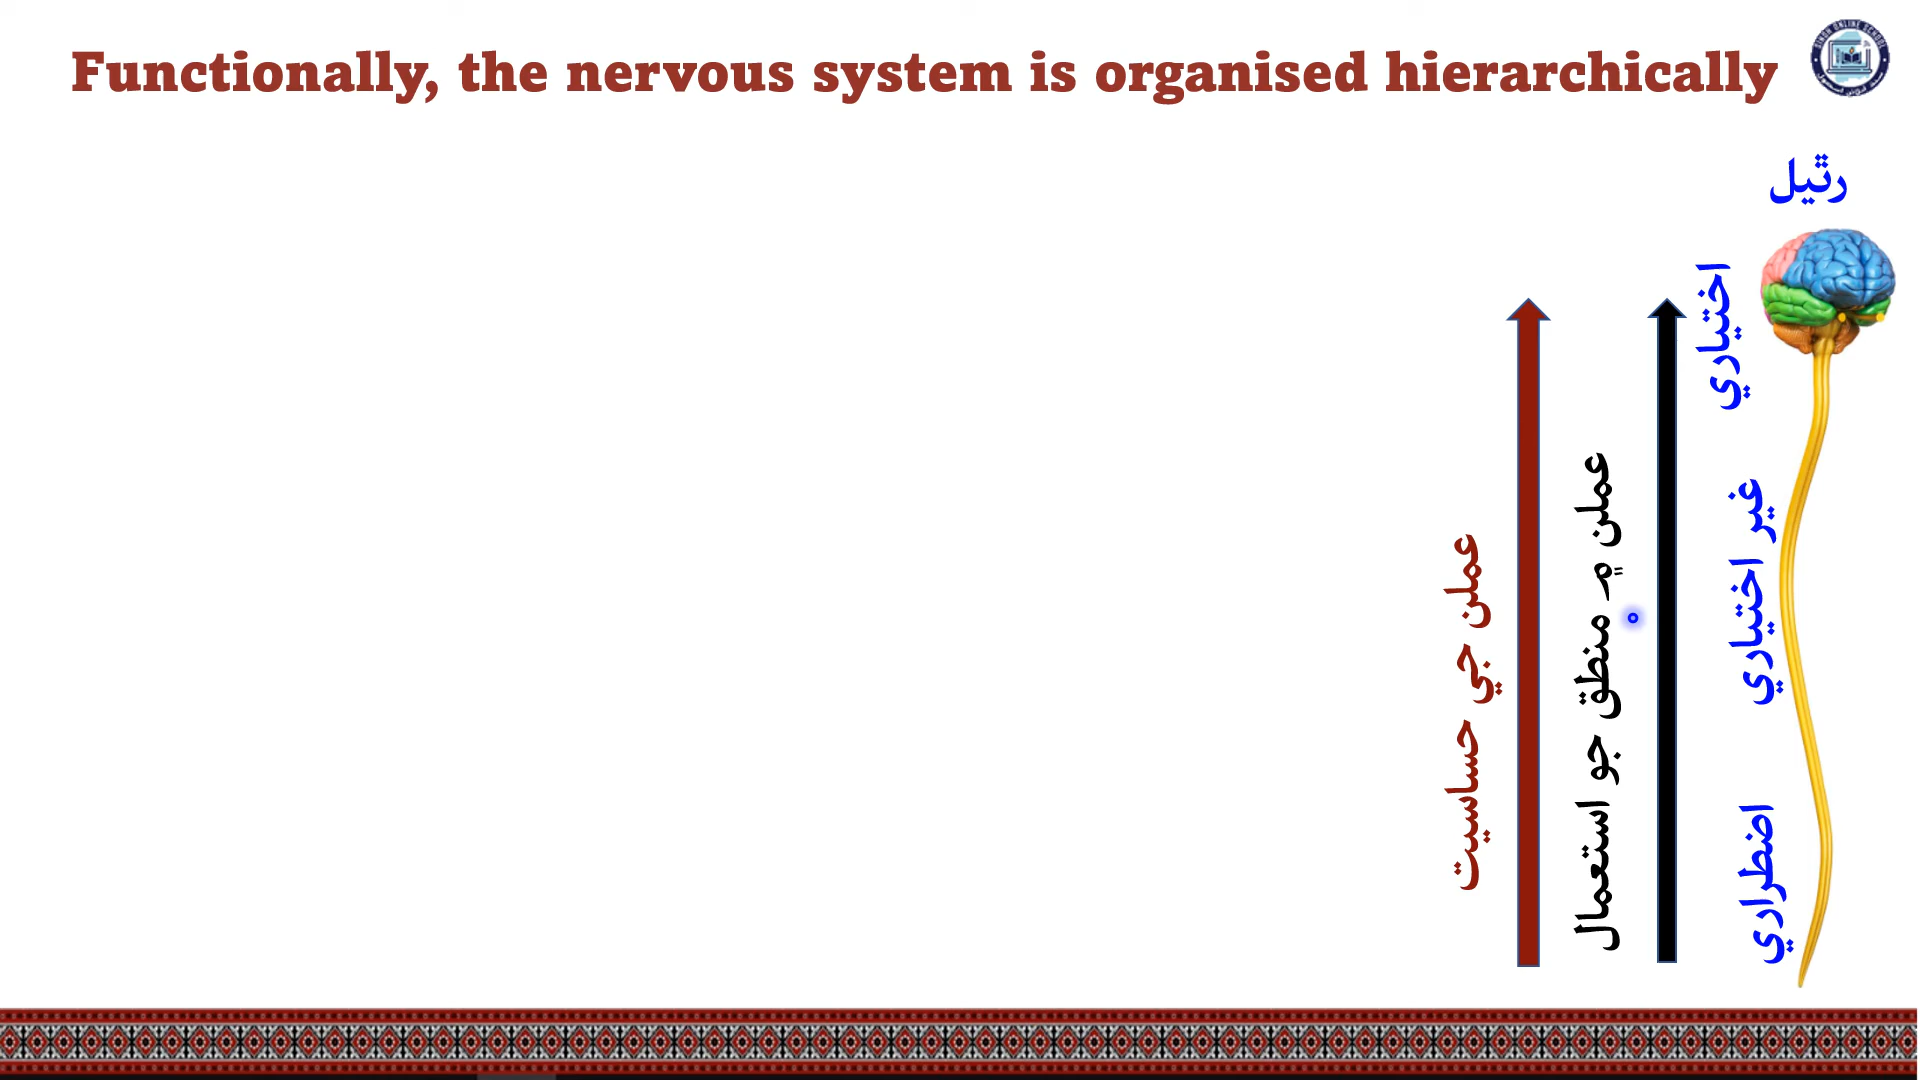 Functionally, the nervous system is organised hierarchically
رٿيل
اختياري
غير اختياري
اضطراري
عملن ۾ منطق جو استعمال
عملن جي حساسيت